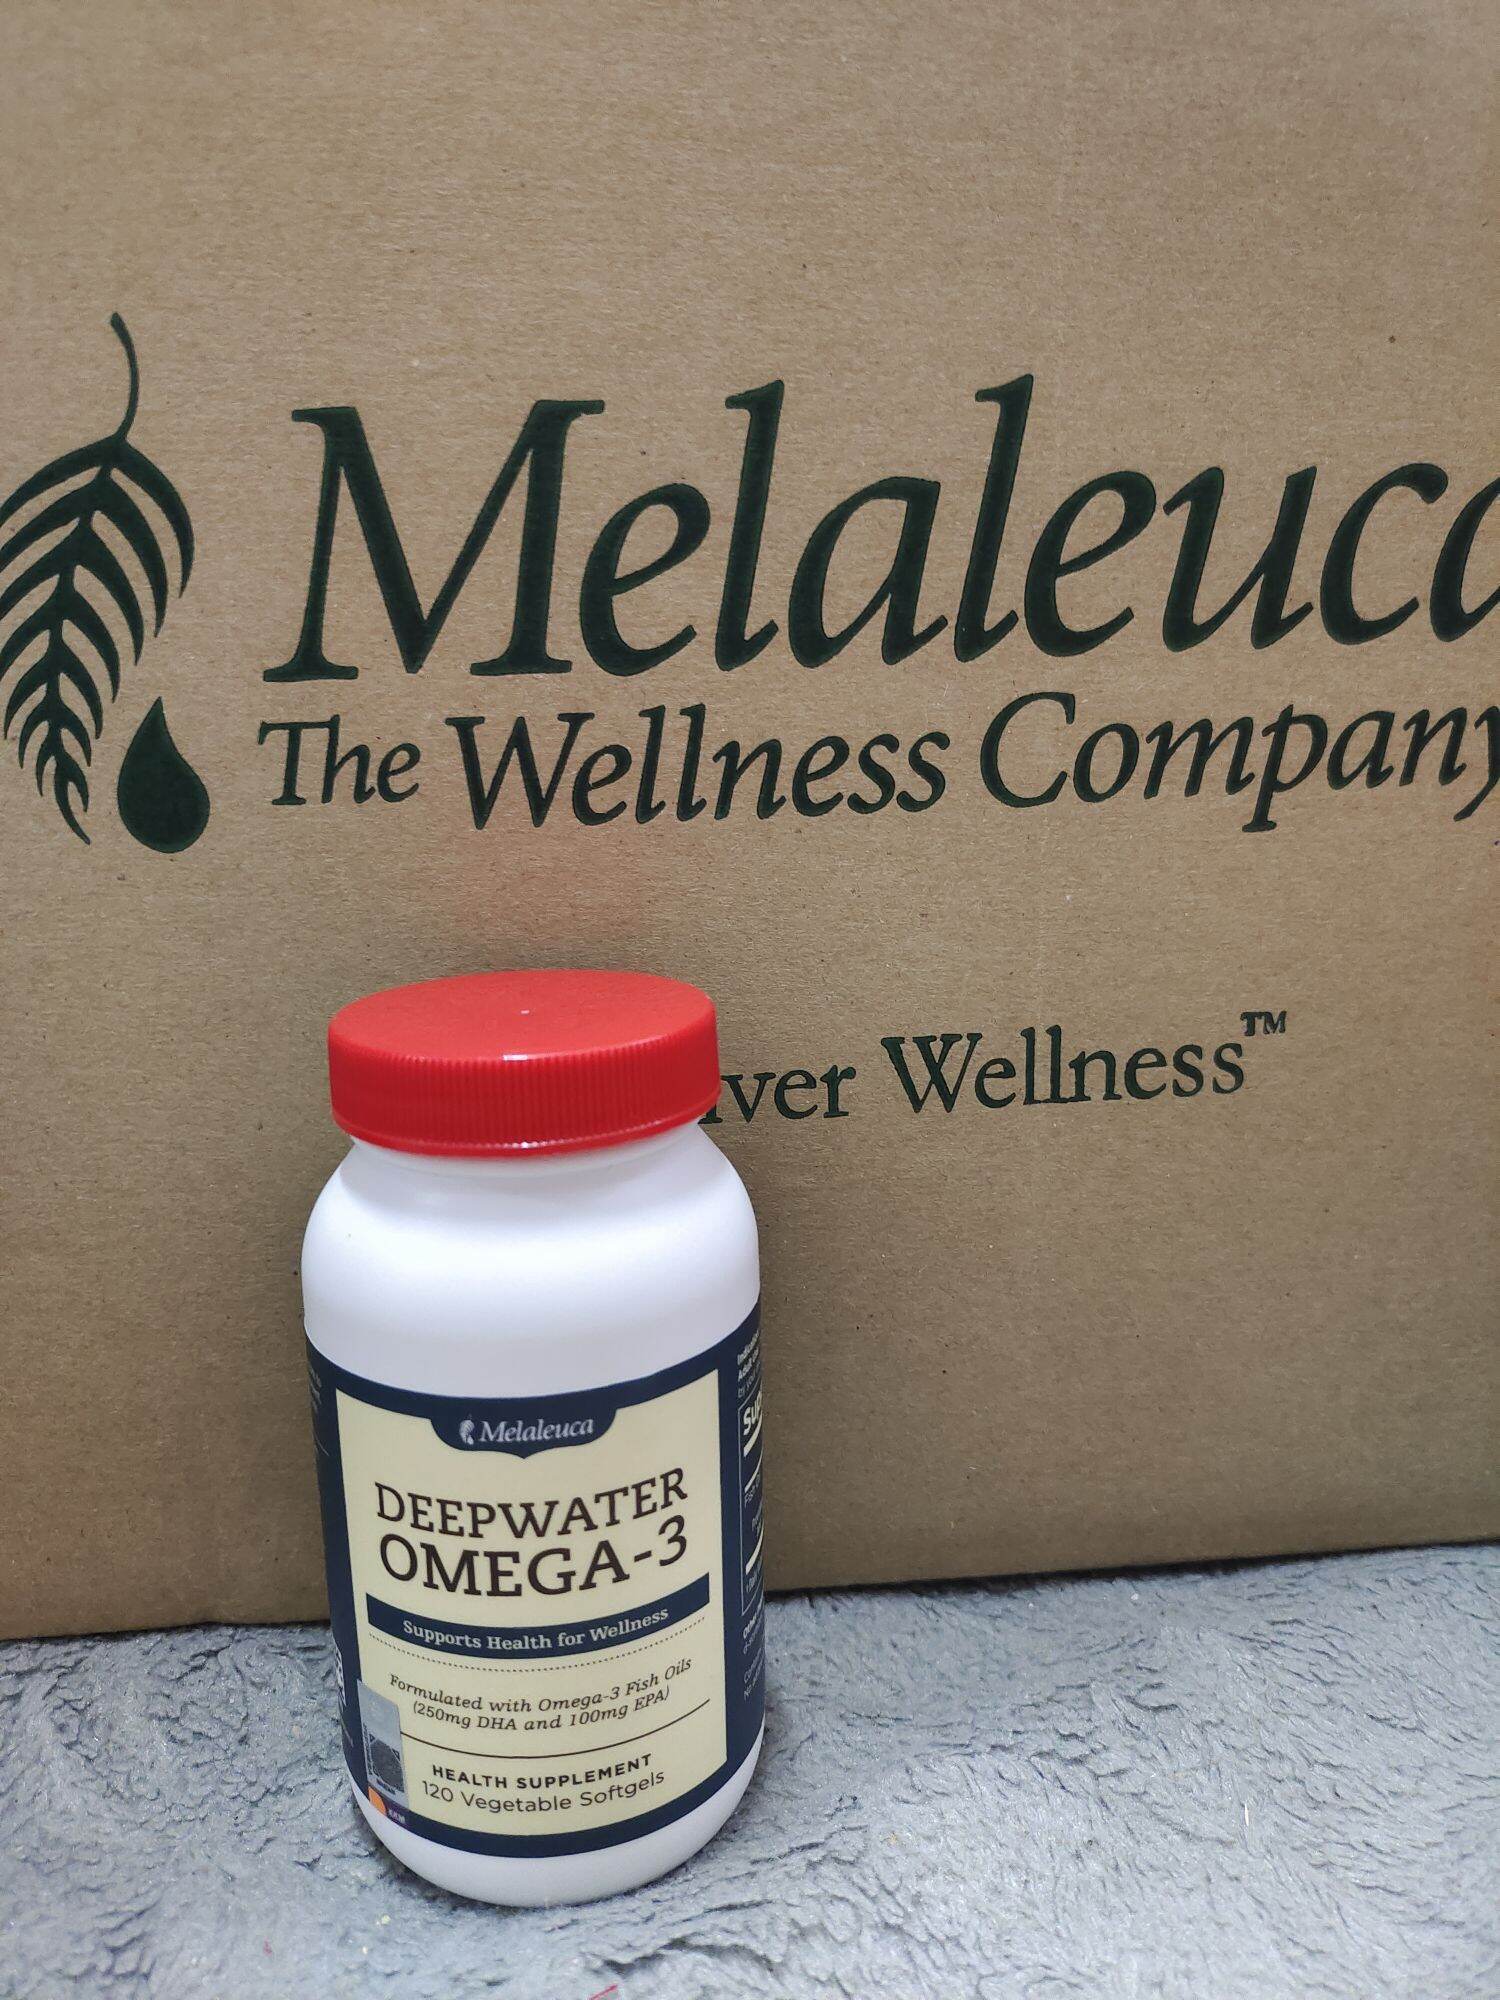 Melaleuca
The Wellness Company
Wellness™
Melaleuca
DEEPWATER
OMEGA-3
Supports Health for Wellness
Formulated with Omega-3 Fish Oils
(250mg DHA and 100mg EPA)
HEALTH SUPPLEMENT
120 Vegetable Softgels